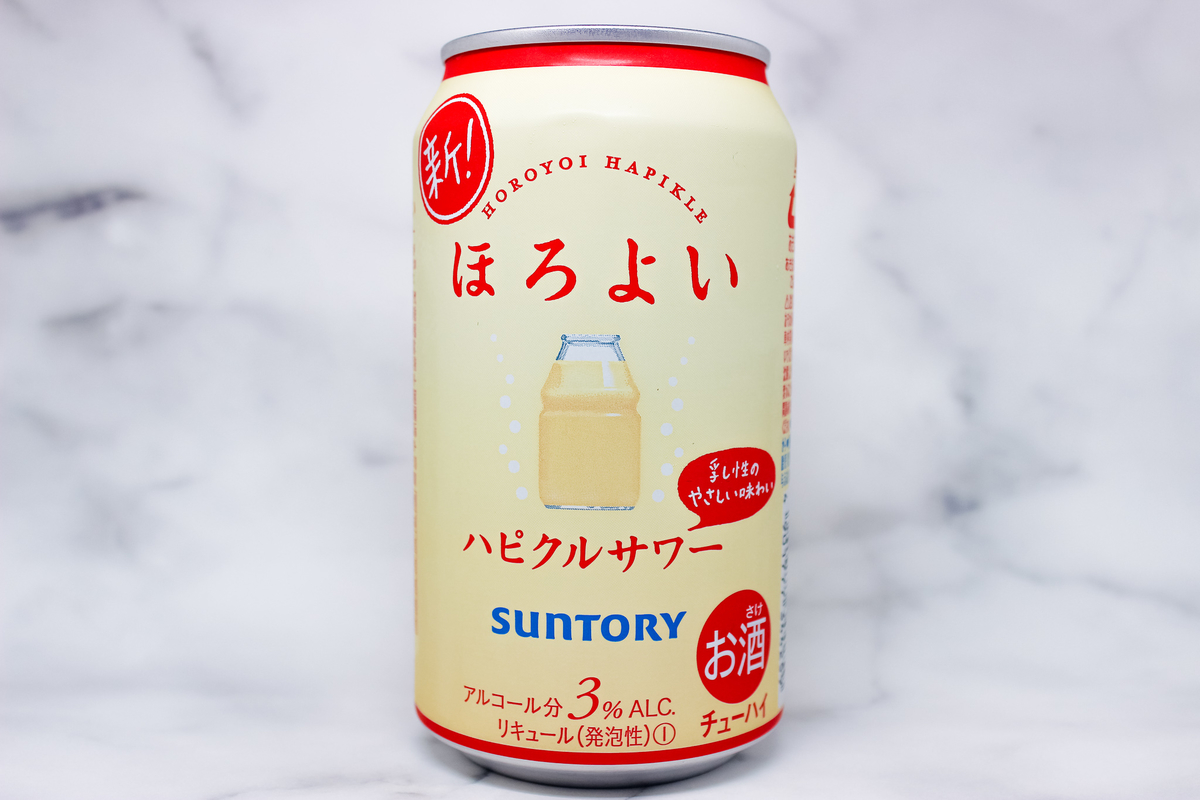 新!
HOROYOI HAPIKLE
ほろよい
乳性の
やさしい味わい
ハピクルサワー
SUNTORY
さけ
お酒
アルコール分3%ALC.
チューハイ
リキュール(発泡性)①